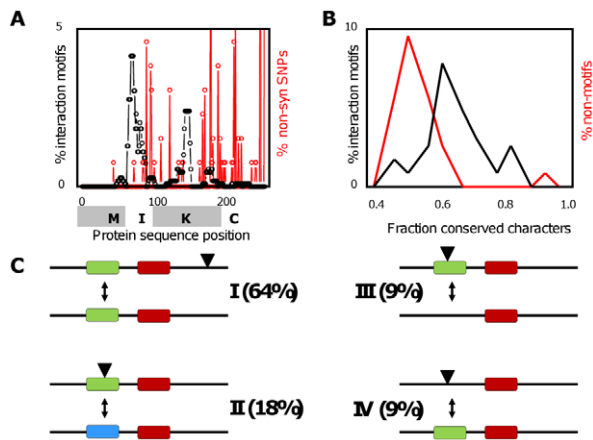 A
5
0
% interaction motifs
% non-syn SNPs
0 100 200
M I K C
Protein sequence position
B
10
0
% interaction motifs
% non-motifs
0.4 0.6 0.8 1.0
Fraction conserved characters
C
I (64%)
III (9%)
II (18%)
IV (9%)